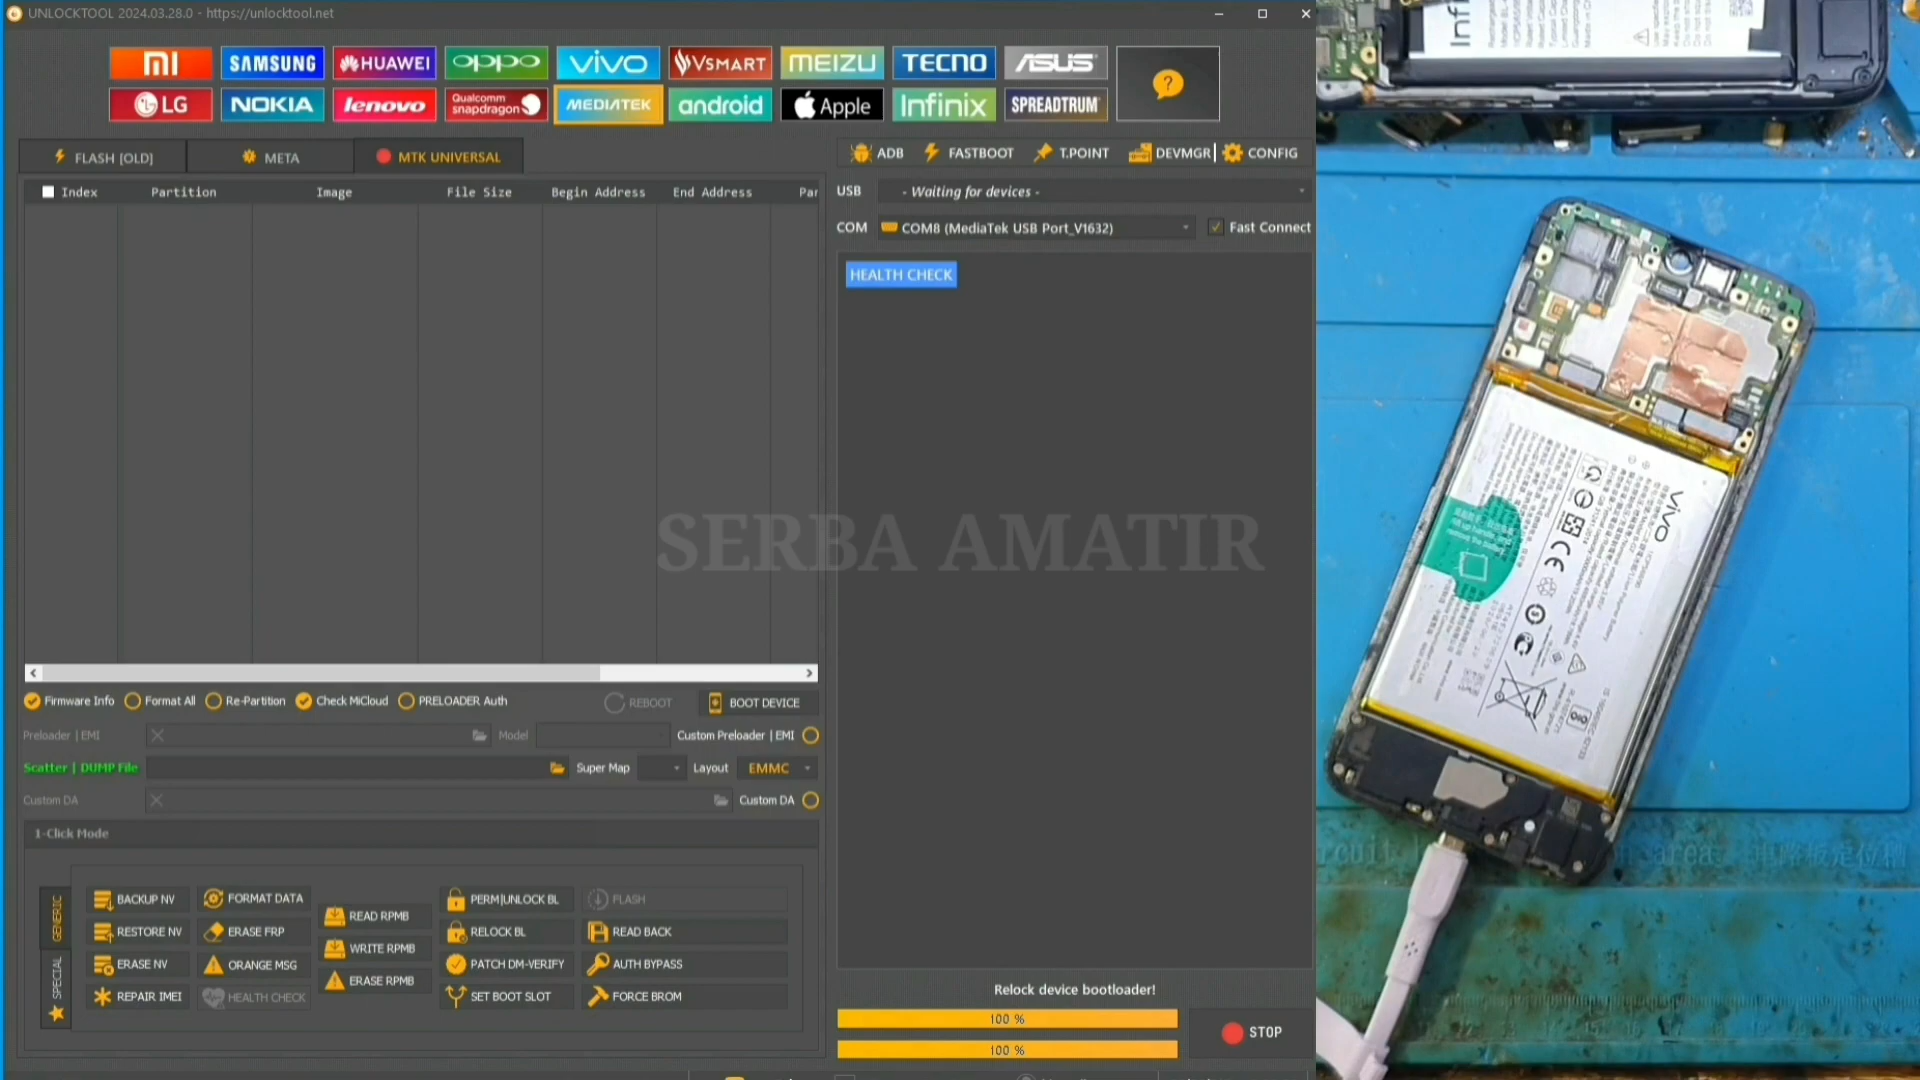 UNLOCKTOOL 2024.03.28.0 - https://unlocktool.net
MI SAMSUNG HUAWEI oppo vivo VSMART MEIZU TECNO ASUS
LG NOKIA lenovo Qualcomm snapdragon MEDIATEK android Apple Infinix SPREADTRUM
?
FLASH [OLD] META MTK UNIVERSAL
Index Partition Image File Size Begin Address End Address Par
ADB FASTBOOT T.POINT DEVMGR CONFIG
USB - Waiting for devices -
COM COM8 (MediaTek USB Port_V1632) Fast Connect
HEALTH CHECK
SERBA AMATIR
Firmware Info Format All Re-Partition Check MiCloud PRELOADER Auth REBOOT BOOT DEVICE
Preloader | EMI Model Custom Preloader | EMI
Scatter | DUMP File Super Map Layout EMMC
Custom DA Custom DA
1-Click Mode
GENERIC
SPECIAL
BACKUP NV FORMAT DATA READ RPMB PERM|UNLOCK BL FLASH
RESTORE NV ERASE FRP WRITE RPMB RELOCK BL READ BACK
ERASE NV ORANGE MSG ERASE RPMB PATCH DM-VERIFY AUTH BYPASS
REPAIR IMEI HEALTH CHECK SET BOOT SLOT FORCE BROM
Relock device bootloader!
100 %
100 %
STOP
Infi
vivo